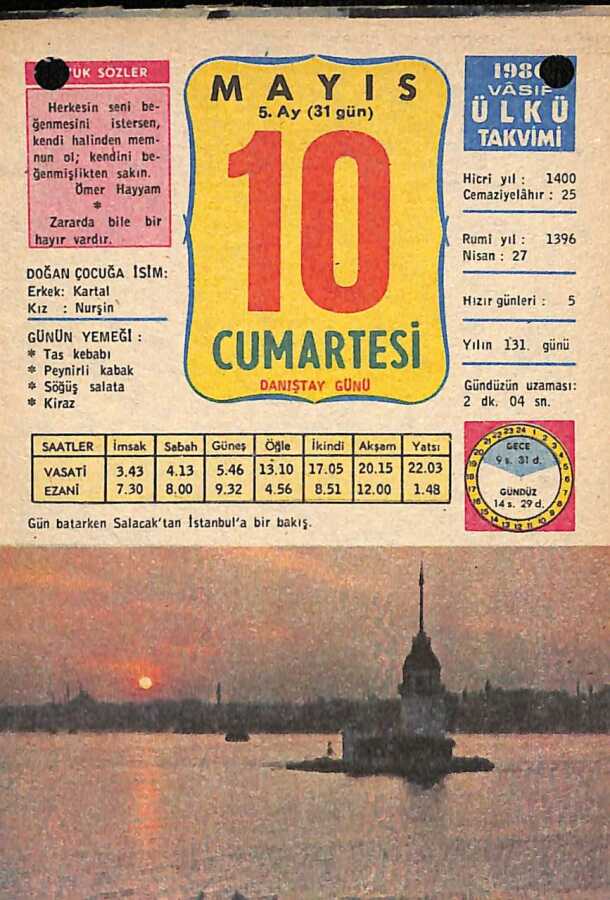 ÜK SÖZLER
Herkesin seni be-
ğenmesini istersen,
kendi halinden mem-
nun ol; kendini be-
ğenmişlikten sakın.
Ömer Hayyam
*
Zararda bile bir
hayır vardır.
DOĞAN ÇOCUĞA İSİM:
Erkek: Kartal
Kız : Nurşin
GÜNÜN YEMEĞİ :
* Tas kebabı
* Peynirli kabak
* Söğüş salata
* Kiraz
MAYIS
5. Ay (31 gün)
10
CUMARTESİ
DANIŞTAY GÜNÜ
198
VÂSIF
ÜLKÜ
TAKVİMİ
Hicri yıl : 1400
Cemaziyelâhır : 25
Rumi yıl : 1396
Nisan : 27
Hızır günleri : 5
Yılın 131. günü
Gündüzün uzaması:
2 dk. 04 sn.
SAATLER İmsak Sabah Güneş Öğle İkindi Akşam Yatsı
VASATİ 3.43 4.13 5.46 13.10 17.05 20.15 22.03
EZANİ 7.30 8.00 9.32 4.56 8.51 12.00 1.48
GECE
9 s. 31 d.
GÜNDÜZ
14 s. 29 d.
Gün batarken Salacak'tan İstanbul'a bir bakış.